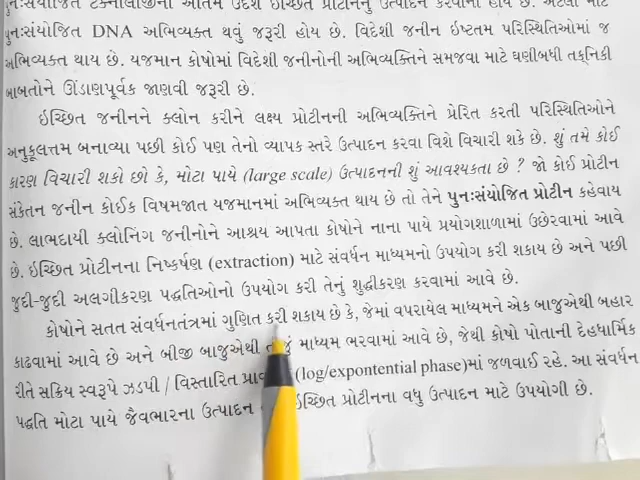 પુનઃસંયોજિત ટેક્નોલોજીનો અંતિમ ઉદ્દેશ ઇચ્છિત પ્રોટીનનું ઉત્પાદન કરવાનો હોય છે. એટલા માટે
પુનઃસંયોજિત DNA અભિવ્યક્ત થવું જરૂરી હોય છે. વિદેશી જનીન ઇષ્ટતમ પરિસ્થિતિઓમાં જ
અભિવ્યક્ત થાય છે. યજમાન કોષોમાં વિદેશી જનીનોની અભિવ્યક્તિને સમજવા માટે ઘણીબધી તક્નિકી
બાબતોને ઊંડાણપૂર્વક જાણવી જરૂરી છે.
ઇચ્છિત જનીનને ક્લોન કરીને લક્ષ્ય પ્રોટીનની અભિવ્યક્તિને પ્રેરિત કરતી પરિસ્થિતિઓને
અનુકૂલત્તમ બનાવ્યા પછી કોઈ પણ તેનો વ્યાપક સ્તરે ઉત્પાદન કરવા વિશે વિચારી શકે છે. શું તમે કોઈ
કારણ વિચારી શકો છો કે, મોટા પાયે (large scale) ઉત્પાદનની શું આવશ્યકતા છે ? જો કોઈ પ્રોટીન
સંકેતન જનીન કોઈક વિષમજાત યજમાનમાં અભિવ્યક્ત થાય છે તો તેને પુનઃસંયોજિત પ્રોટીન કહેવાય
છે. લાભદાયી ક્લોનિંગ જનીનોને આશ્રય આપતા કોષોને નાના પાયે પ્રયોગશાળામાં ઉછેરવામાં આવે
છે. ઇચ્છિત પ્રોટીનના નિષ્કર્ષણ (extraction) માટે સંવર્ધન માધ્યમનો ઉપયોગ કરી શકાય છે અને પછી
જુદી-જુદી અલગીકરણ પદ્ધતિઓનો ઉપયોગ કરી તેનું શુદ્ધીકરણ કરવામાં આવે છે.
કોષોને સતત સંવર્ધનતંત્રમાં ગુણિત કરી શકાય છે કે, જેમાં વપરાયેલ માધ્યમને એક બાજુએથી બહાર
કાઢવામાં આવે છે અને બીજી બાજુએથી માધ્યમ ભરવામાં આવે છે, જેથી કોષો પોતાની દેહધાર્મિક
રીતે સક્રિય સ્વરૂપે ઝડપી / વિસ્તારિત (log/expontential phase)માં જળવાઈ રહે. આ સંવર્ધન
પદ્ધતિ મોટા પાયે જૈવભારના ઉત્પાદન ઇચ્છિત પ્રોટીનના વધુ ઉત્પાદન માટે ઉપયોગી છે.